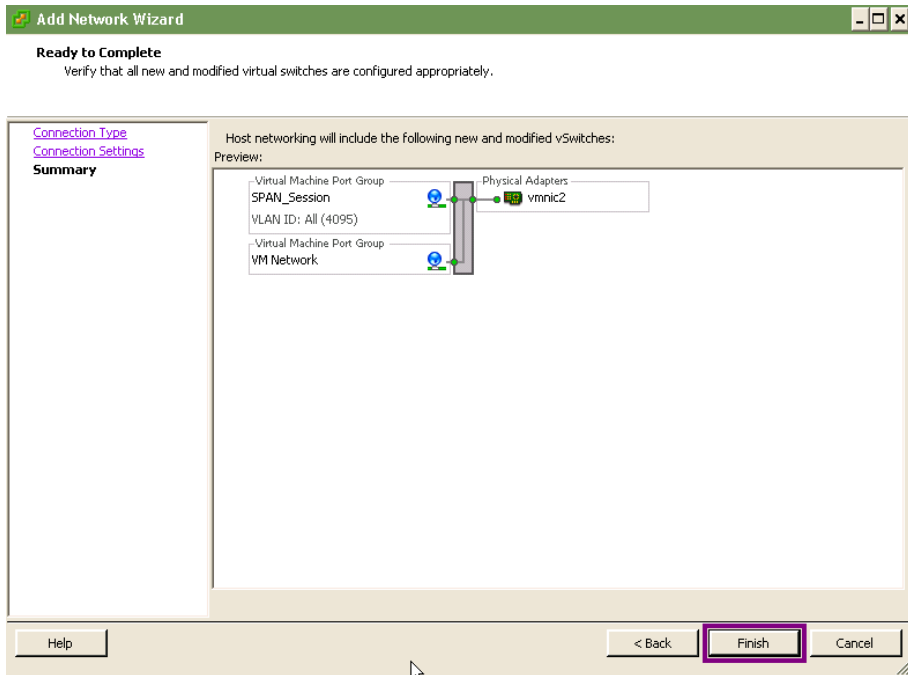 Add Network Wizard
Ready to Complete
Verify that all new and modified virtual switches are configured appropriately.
Connection Type
Connection Settings
Summary
Host networking will include the following new and modified vSwitches:
Preview:
Virtual Machine Port Group
SPAN_Session
VLAN ID: All (4095)
Virtual Machine Port Group
VM Network
Physical Adapters
vmnic2
Help
< Back
Finish
Cancel